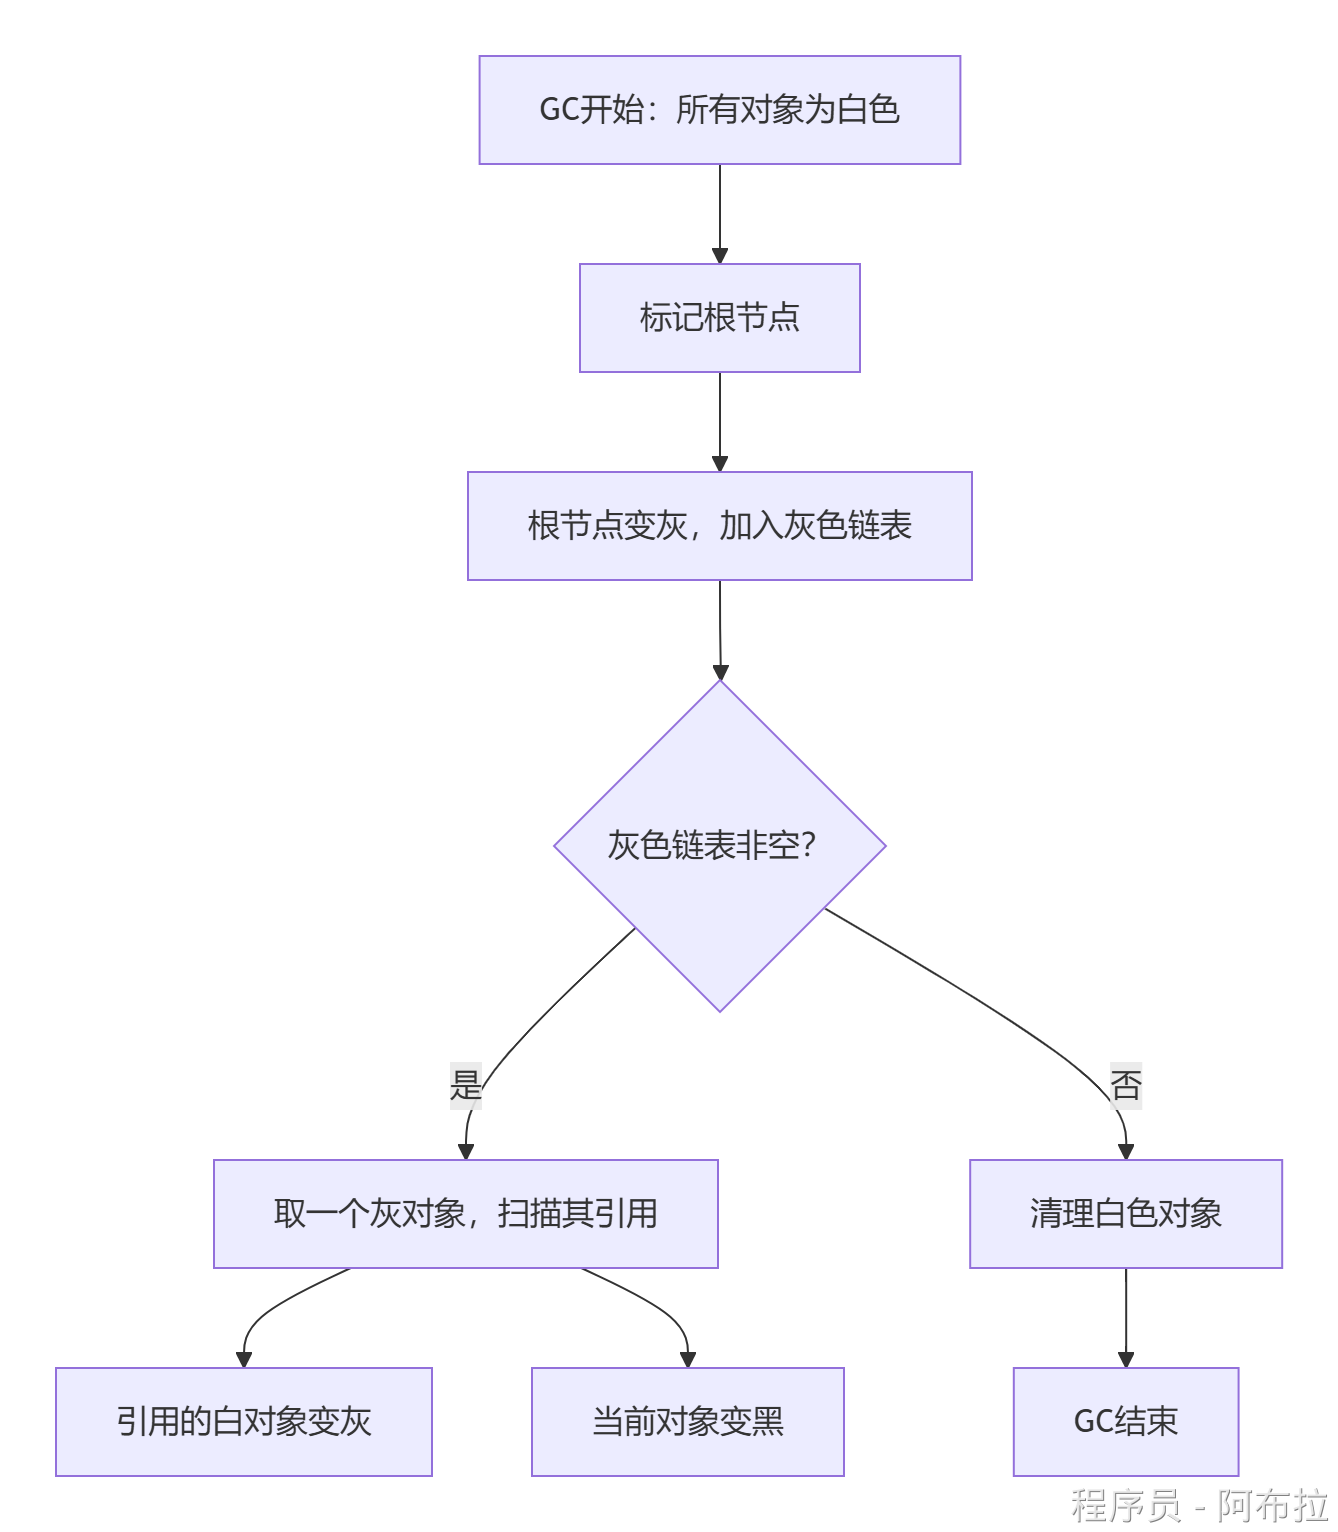 GC开始：所有对象为白色
标记根节点
根节点变灰，加入灰色链表
灰色链表非空？
是
否
取一个灰对象，扫描其引用
清理白色对象
引用的白对象变灰
当前对象变黑
GC结束
程序员 - 阿布拉